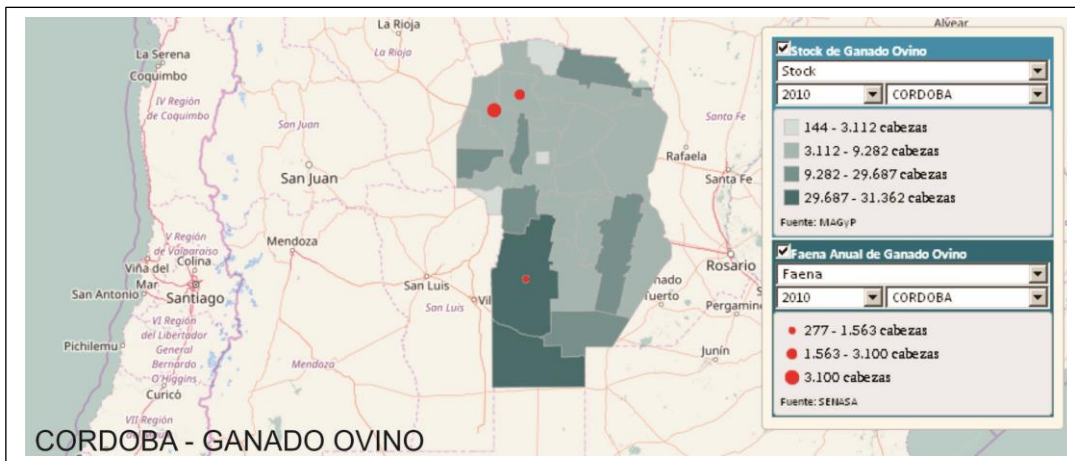 La Rioja
Alvear
La Serena
Coquimbo
La Rioja
IV Región
de Coquimbo
San Juan
Santa Fe
Rafaela
San Juan
Santa Fe
Mendoza
V Región
de Valparaíso
Viña del
Mar
Colina
San Antonio
Santiago
San Luis
Vil
San Luis
Rosario
nado
uerto
Pergamin
VI Región
del Libertador
General
Bernardo
O'Higgins
Pichilemu
Mendoza
Junín
Curicó
VII Región
CORDOBA - GANADO OVINO
Stock de Ganado Ovino
Stock
2010 CORDOBA
144 - 3.112 cabezas
3.112 - 9.282 cabezas
9.282 - 29.687 cabezas
29.687 - 31.362 cabezas
Fuente: MAGyP
Faena Anual de Ganado Ovino
Faena
2010 CORDOBA
277 - 1.563 cabezas
1.563 - 3.100 cabezas
3.100 cabezas
Fuente: SENASA